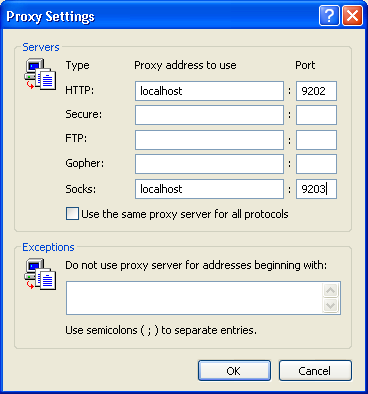 Proxy Settings
Servers
Type Proxy address to use Port
HTTP: localhost : 9202
Secure: :
FTP: :
Gopher: :
Socks: localhost : 9203
Use the same proxy server for all protocols
Exceptions
Do not use proxy server for addresses beginning with:
Use semicolons ( ; ) to separate entries.
OK Cancel